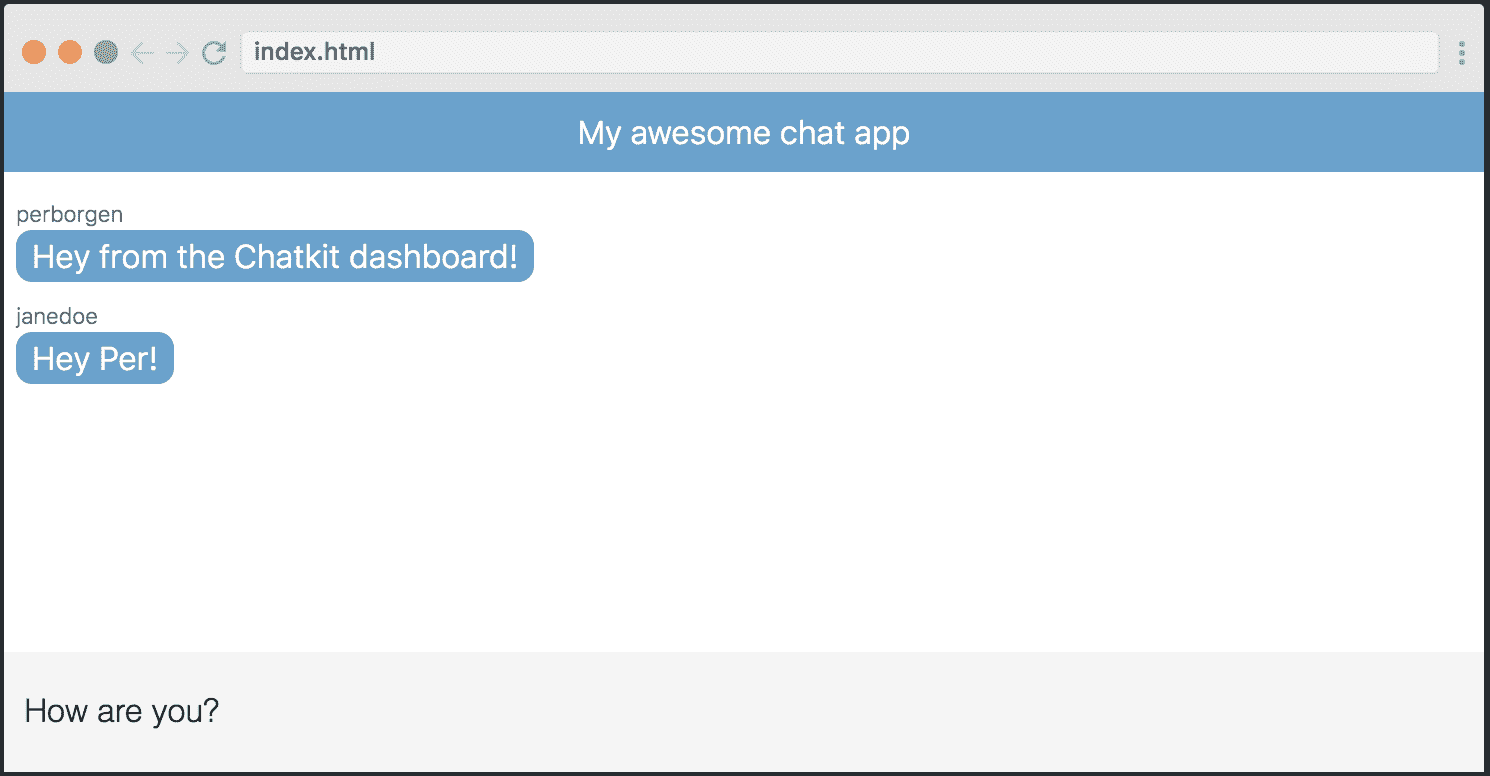 index.html
My awesome chat app
perborgen
Hey from the Chatkit dashboard!
janedoe
Hey Per!
How are you?